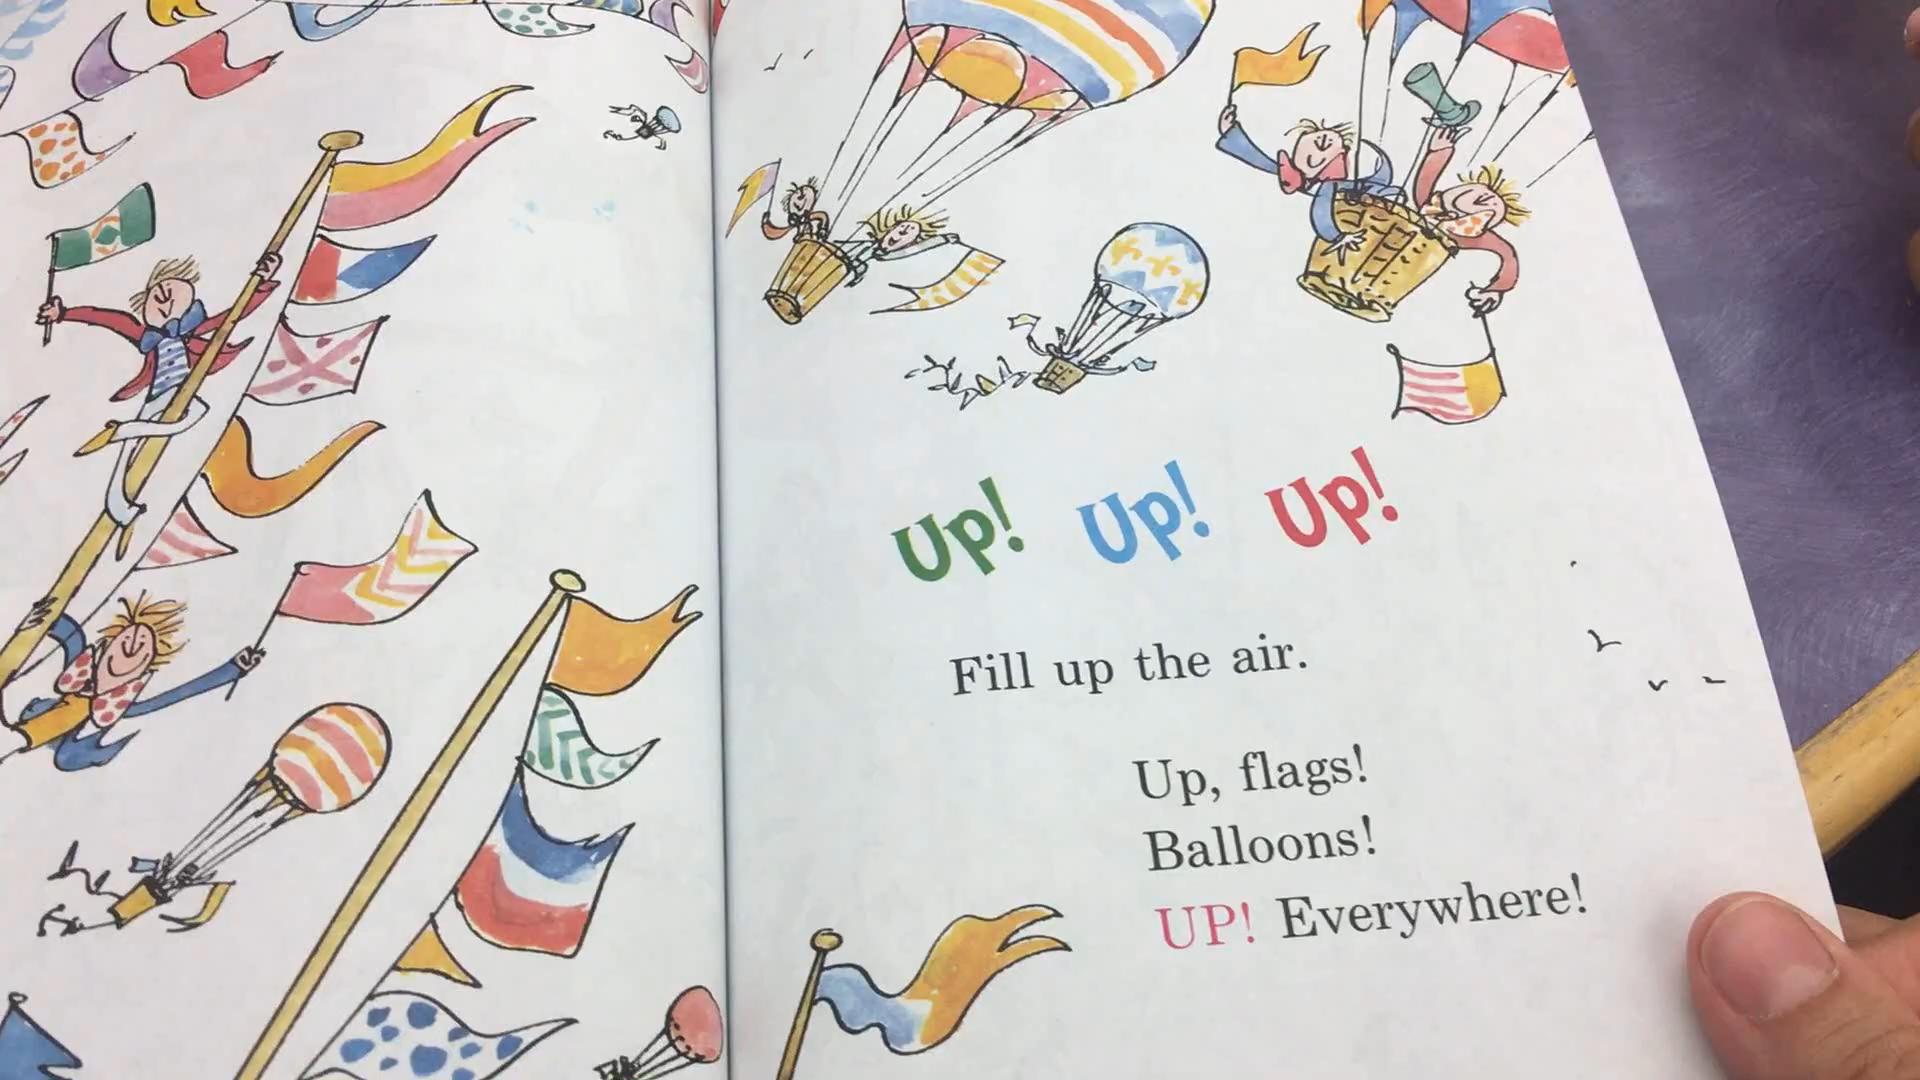 Up! Up! Up!
Fill up the air.
Up, flags!
Balloons!
UP! Everywhere!